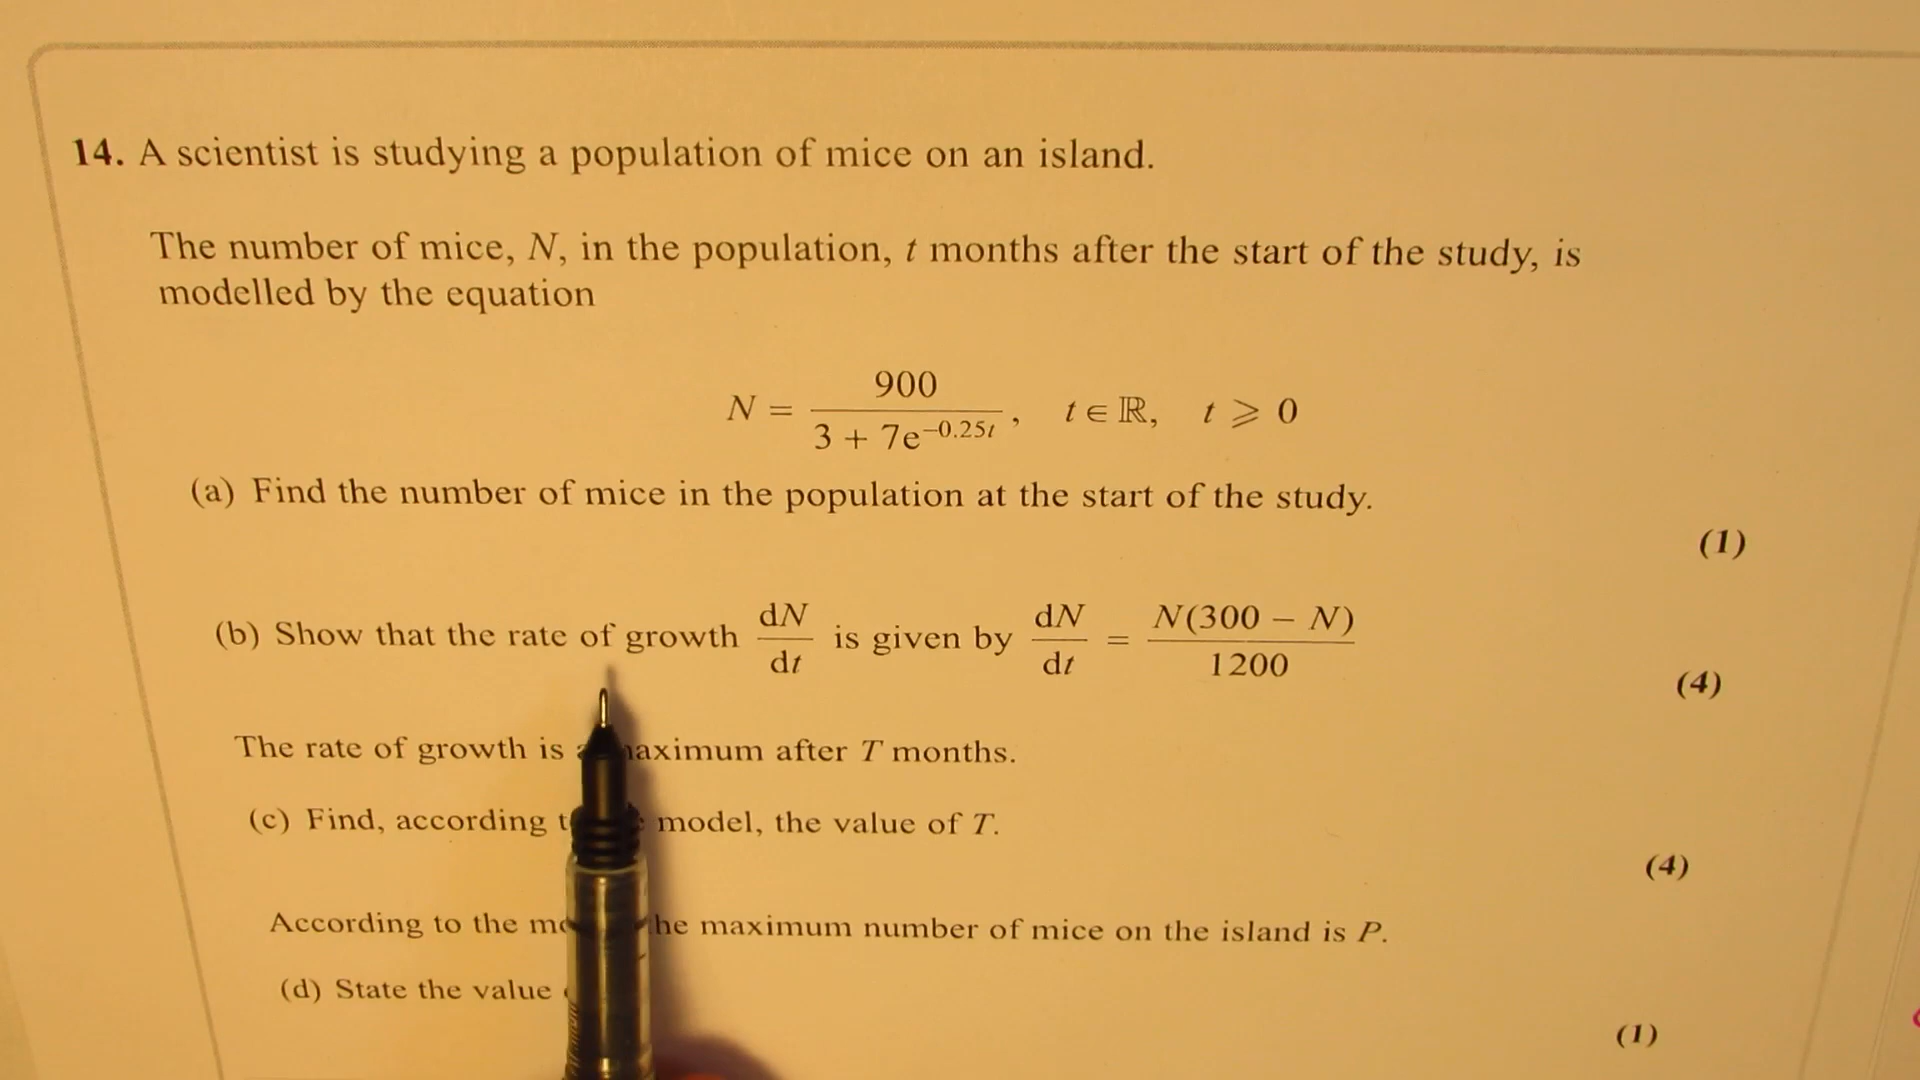 14. A scientist is studying a population of mice on an island.
The number of mice, N, in the population, t months after the start of the study, is
modelled by the equation
N = 900 / (3 + 7e^{-0.25t}), t ∈ ℝ, t ⩾ 0
(a) Find the number of mice in the population at the start of the study.
(1)
(b) Show that the rate of growth dN/dt is given by dN/dt = N(300 − N)/1200
(4)
The rate of growth is a maximum after T months.
(c) Find, according model, the value of T.
(4)
According to the the maximum number of mice on the island is P.
(d) State the value
(1)